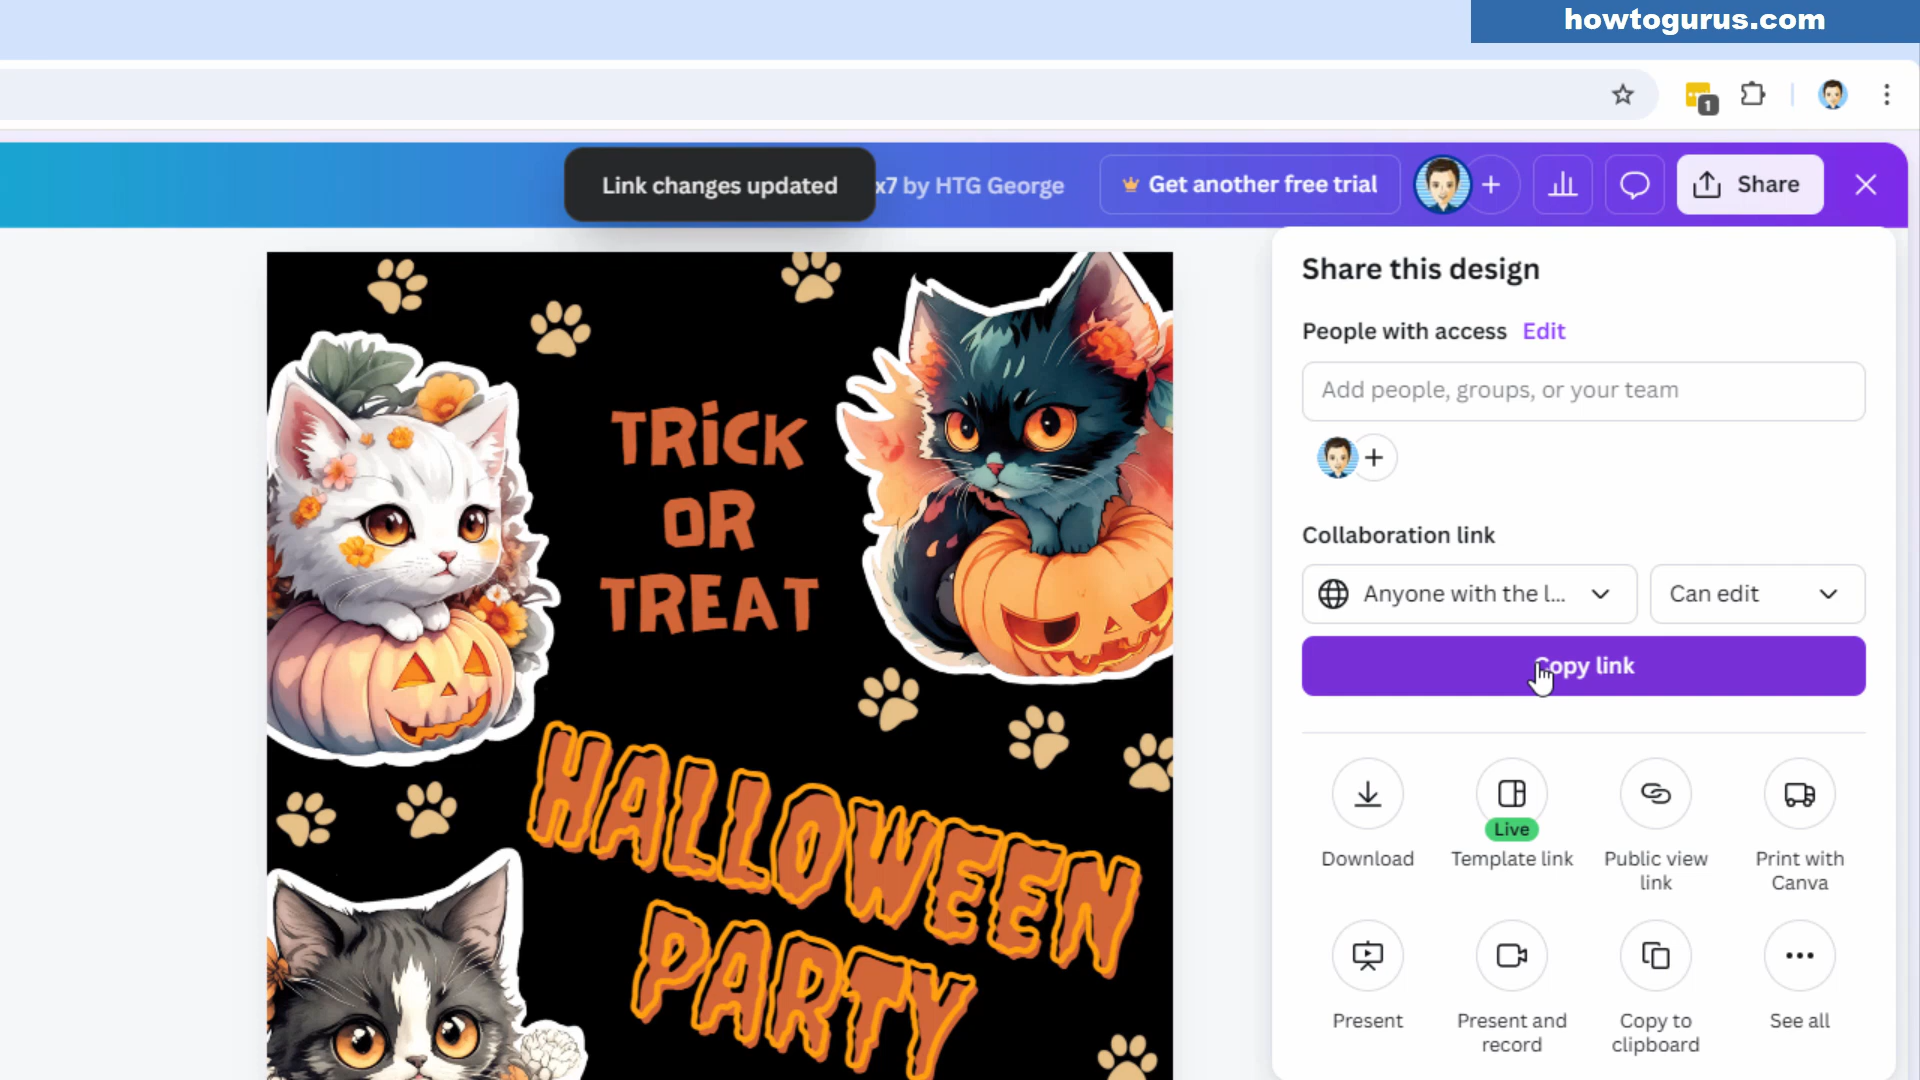 howtogurus.com
1
Link changes updated
x7 by HTG George
Get another free trial
Share
Share this design
People with access Edit
Add people, groups, or your team
Collaboration link
Anyone with the l...
Can edit
Copy link
Download
Live
Template link
Public view
link
Print with
Canva
Present
Present and
record
Copy to
clipboard
See all
TRiCK
OR
TREAT
HALLOWEEN
PARTY